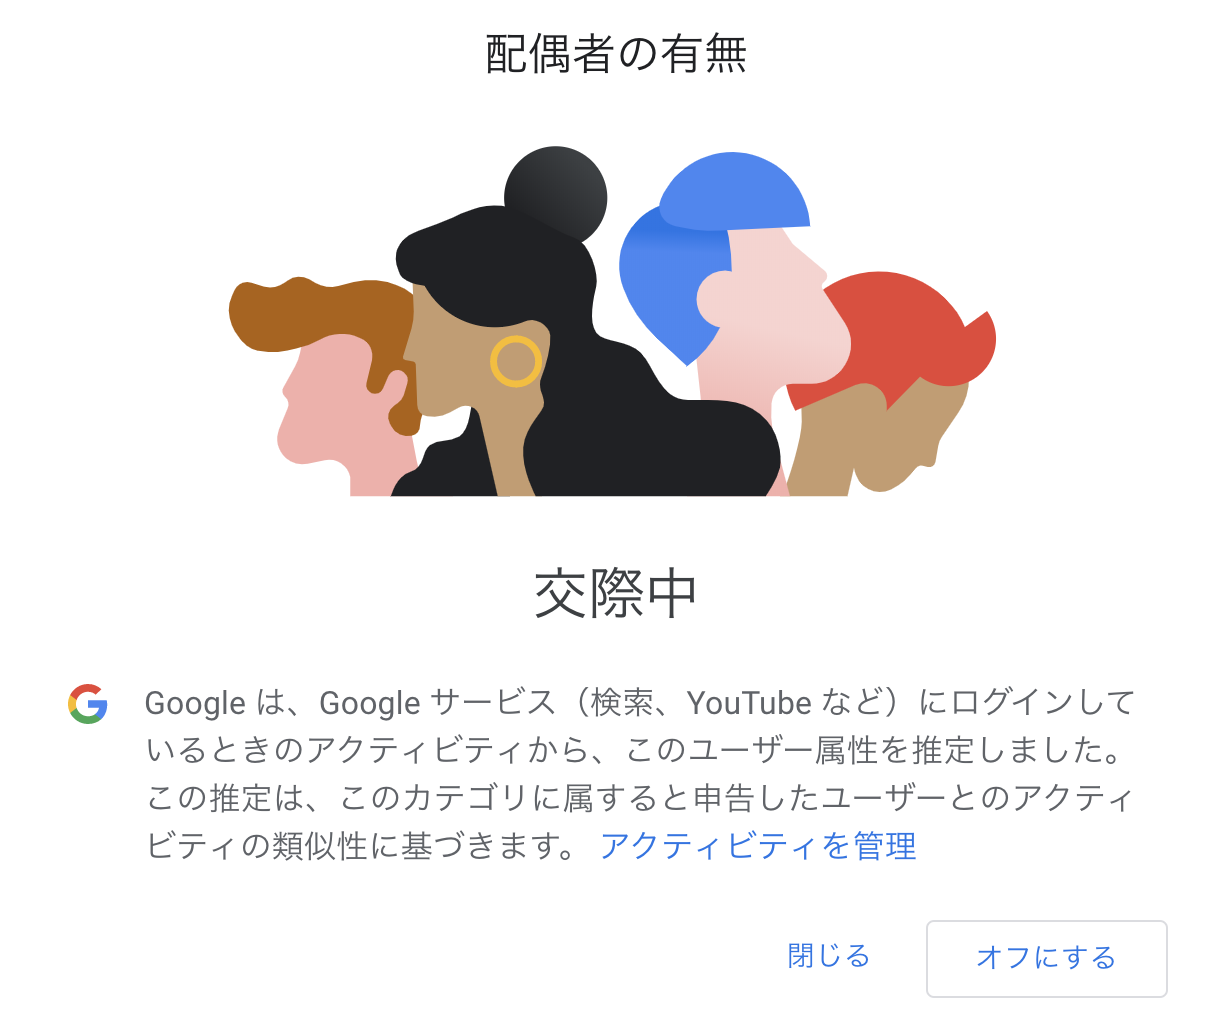 配偶者の有無
交際中
Google は、Google サービス（検索、YouTube など）にログインして
いるときのアクティビティから、このユーザー属性を推定しました。
この推定は、このカテゴリに属すると申告したユーザーとのアクティ
ビティの類似性に基づきます。 アクティビティを管理
閉じる
オフにする